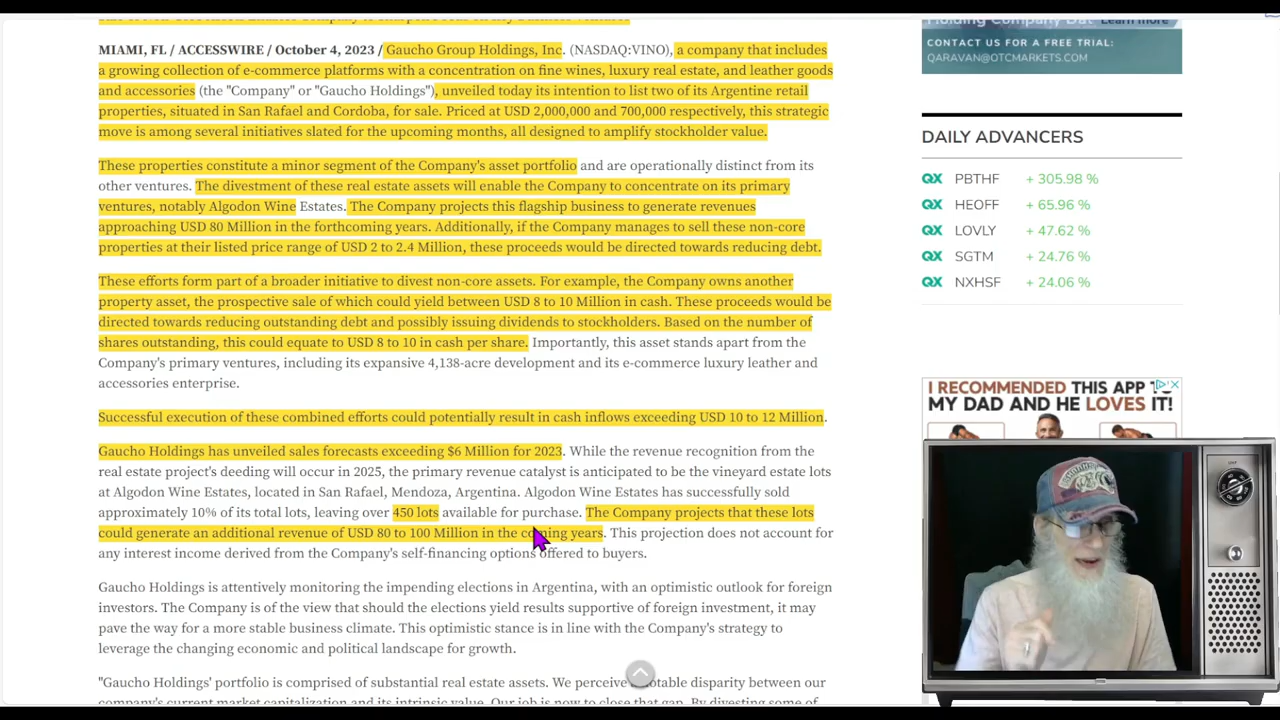 MIAMI, FL / ACCESSWIRE / October 4, 2023 / Gaucho Group Holdings, Inc. (NASDAQ:VINO), a company that includes
a growing collection of e-commerce platforms with a concentration on fine wines, luxury real estate, and leather goods
and accessories (the "Company" or "Gaucho Holdings"), unveiled today its intention to list two of its Argentine retail
properties, situated in San Rafael and Cordoba, for sale. Priced at USD 2,000,000 and 700,000 respectively, this strategic
move is among several initiatives slated for the upcoming months, all designed to amplify stockholder value.
These properties constitute a minor segment of the Company's asset portfolio and are operationally distinct from its
other ventures. The divestment of these real estate assets will enable the Company to concentrate on its primary
ventures, notably Algodon Wine Estates. The Company projects this flagship business to generate revenues
approaching USD 80 Million in the forthcoming years. Additionally, if the Company manages to sell these non-core
properties at their listed price range of USD 2 to 2.4 Million, these proceeds would be directed towards reducing debt.
These efforts form part of a broader initiative to divest non-core assets. For example, the Company owns another
property asset, the prospective sale of which could yield between USD 8 to 10 Million in cash. These proceeds would be
directed towards reducing outstanding debt and possibly issuing dividends to stockholders. Based on the number of
shares outstanding, this could equate to USD 8 to 10 in cash per share. Importantly, this asset stands apart from the
Company's primary ventures, including its expansive 4,138-acre development and its e-commerce luxury leather and
accessories enterprise.
Successful execution of these combined efforts could potentially result in cash inflows exceeding USD 10 to 12 Million.
Gaucho Holdings has unveiled sales forecasts exceeding $6 Million for 2023. While the revenue recognition from the
real estate project's deeding will occur in 2025, the primary revenue catalyst is anticipated to be the vineyard estate lots
at Algodon Wine Estates, located in San Rafael, Mendoza, Argentina. Algodon Wine Estates has successfully sold
approximately 10% of its total lots, leaving over 450 lots available for purchase. The Company projects that these lots
could generate an additional revenue of USD 80 to 100 Million in the coming years. This projection does not account for
any interest income derived from the Company's self-financing options offered to buyers.
Gaucho Holdings is attentively monitoring the impending elections in Argentina, with an optimistic outlook for foreign
investors. The Company is of the view that should the elections yield results supportive of foreign investment, it may
pave the way for a more stable business climate. This optimistic stance is in line with the Company's strategy to
leverage the changing economic and political landscape for growth.
"Gaucho Holdings' portfolio is comprised of substantial real estate assets. We perceive a notable disparity between our
company's current market capitalization and its intrinsic value. Our job is now to close that gap. By divesting some of
Holding Company Dat Learn more
CONTACT US FOR A FREE TRIAL:
QARAVAN@OTCMARKETS.COM
DAILY ADVANCERS
QX PBTHF + 305.98 %
QX HEOFF + 65.96 %
QX LOVLY + 47.62 %
QX SGTM + 24.76 %
QX NXHSF + 24.06 %
I RECOMMENDED THIS APP TO
MY DAD AND HE LOVES IT!